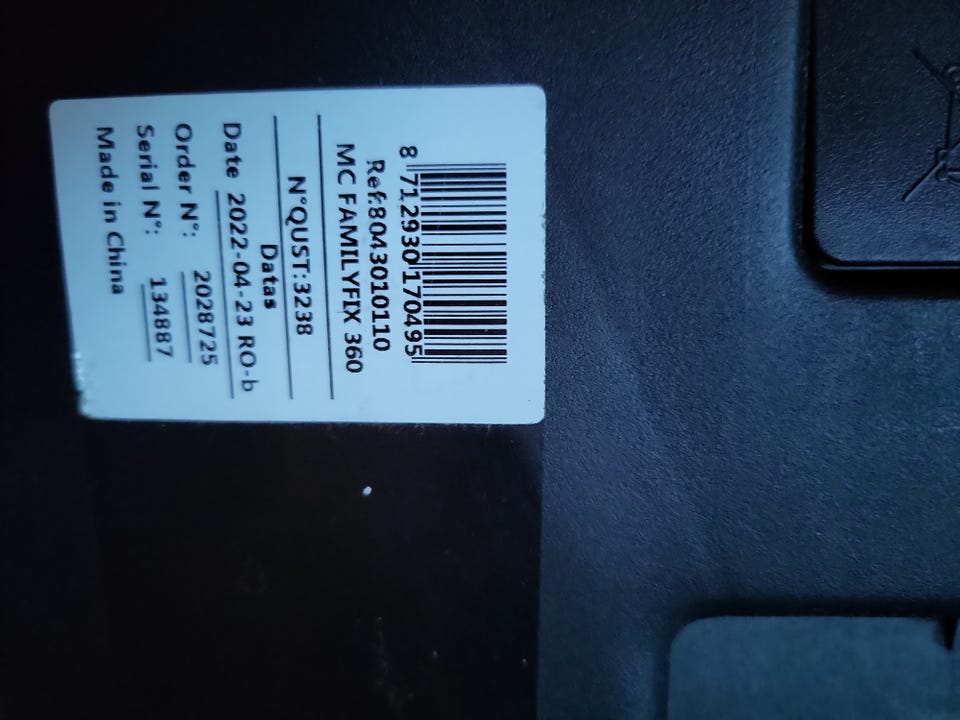 8 712930 170495
Ref:8043010110
MC FAMILYFIX 360
N°QUST:3238
Datas
Date 2022-04-23 RO-b
Order N°: 2028725
Serial N°: 134887
Made in China